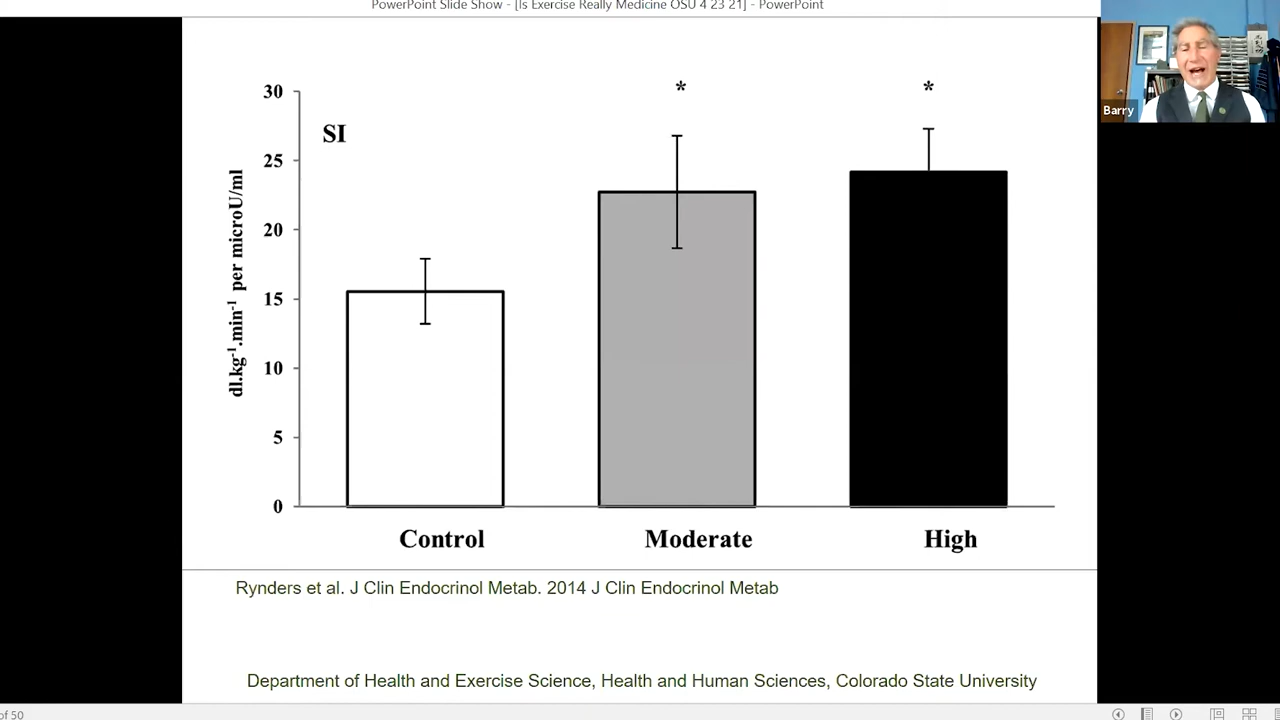 PowerPoint Slide Show - [Is Exercise Really Medicine OSU 4 23 21] - PowerPoint
Barry
* *
30
SI
25
20
15
10
5
0
dl.kg-1.min-1 per microU/ml
Control Moderate High
Rynders et al. J Clin Endocrinol Metab. 2014 J Clin Endocrinol Metab
Department of Health and Exercise Science, Health and Human Sciences, Colorado State University
of 50